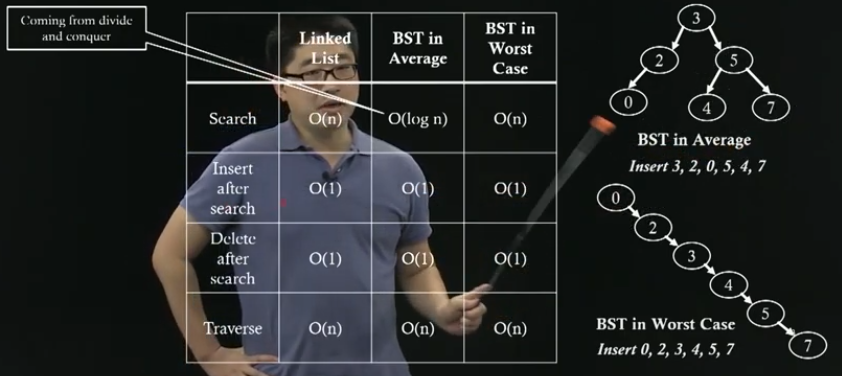 Coming from divide
and conquer
Linked
List
BST in
Average
BST in
Worst
Case
Search
O(n)
O(log n)
O(n)
Insert
after
search
O(1)
O(1)
O(1)
Delete
after
search
O(1)
O(1)
O(1)
Traverse
O(n)
O(n)
O(n)
3
2
5
0
4
7
BST in Average
Insert 3, 2, 0, 5, 4, 7
0
2
3
4
5
7
BST in Worst Case
Insert 0, 2, 3, 4, 5, 7